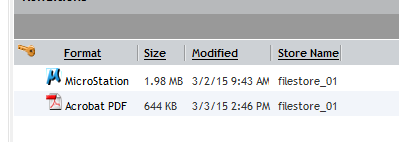 Format Size Modified Store Name
MicroStation 1.98 MB 3/2/15 9:43 AM filestore_01
Acrobat PDF 644 KB 3/3/15 2:46 PM filestore_01